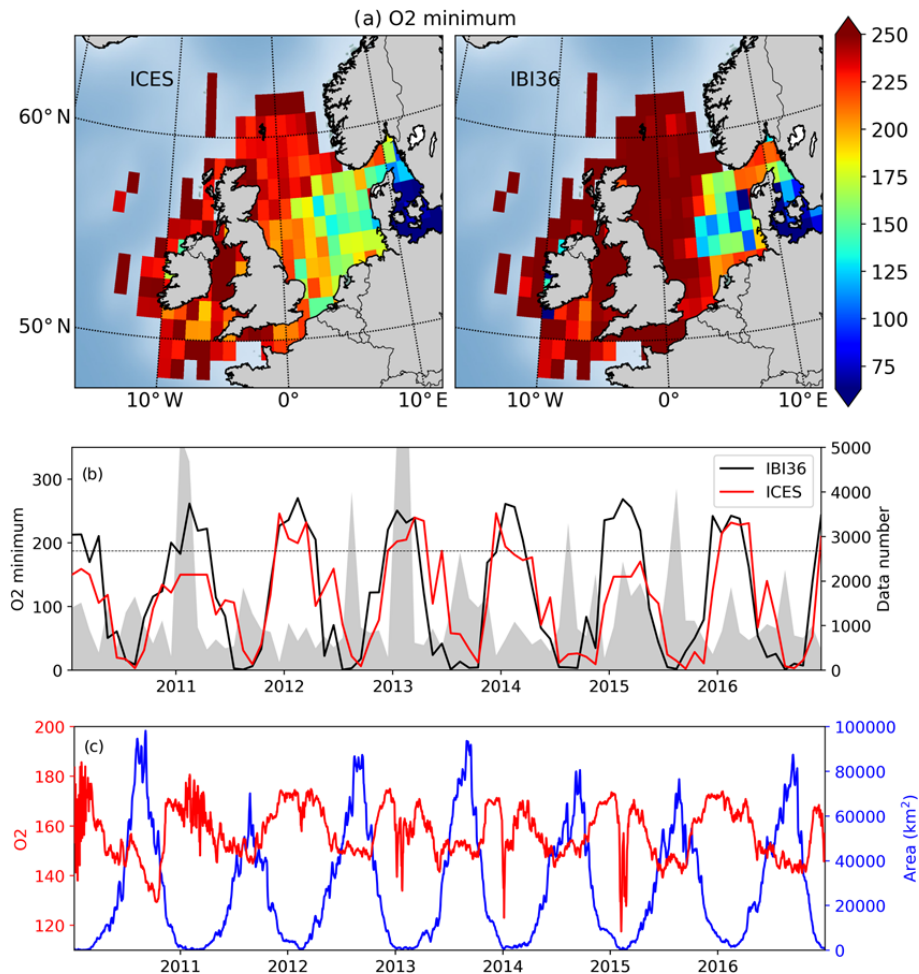 (a) O2 minimum
ICES
IBI36
60° N
50° N
10° W
0°
10° E
10° W
0°
10° E
250
225
200
175
150
125
100
75
(b)
O2 minimum
300
200
100
0
IBI36
ICES
5000
4000
3000
2000
1000
0
Data number
2011
2012
2013
2014
2015
2016
(c)
O2
200
180
160
140
120
100000
80000
60000
40000
20000
0
Area (km²)
2011
2012
2013
2014
2015
2016